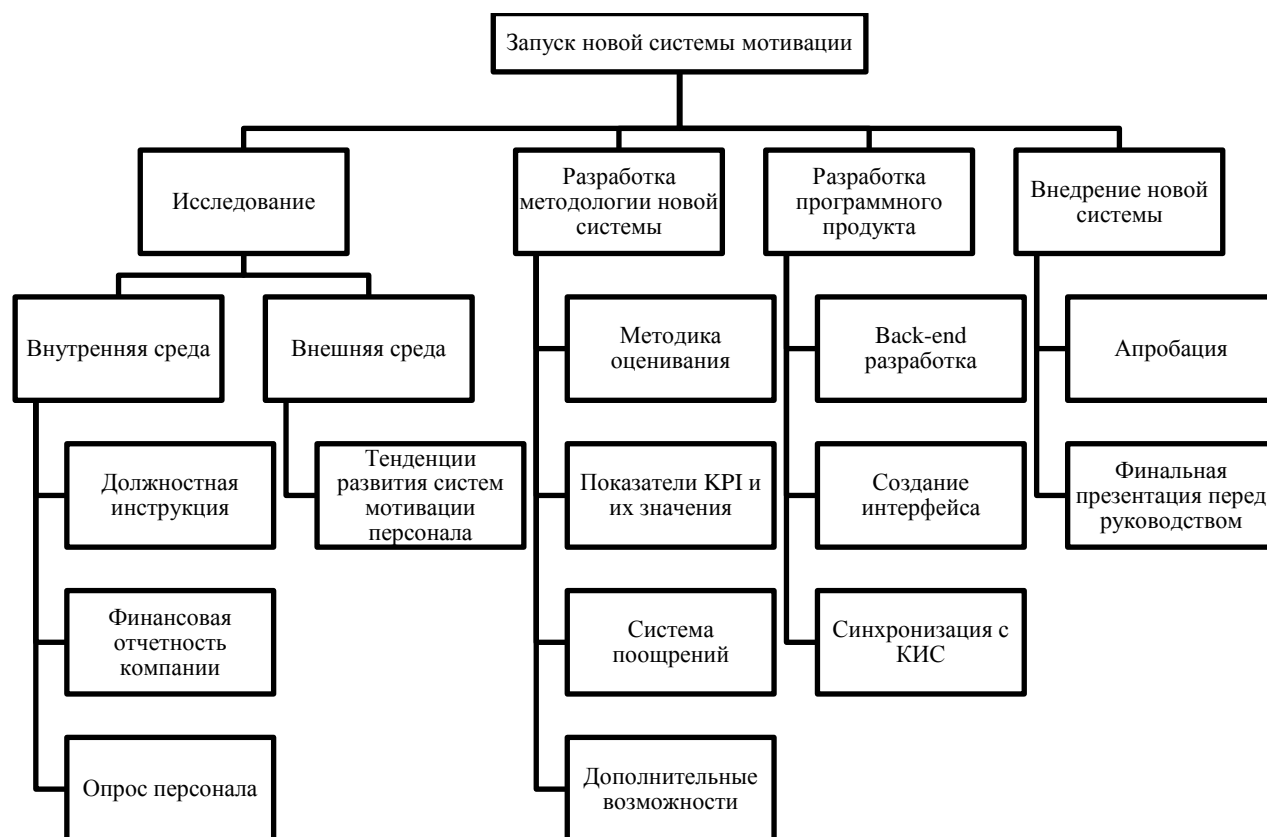 Запуск новой системы мотивации
Исследование
Разработка
методологии новой
системы
Разработка
программного
продукта
Внедрение новой
системы
Внутренняя среда
Внешняя среда
Методика
оценивания
Back-end
разработка
Апробация
Должностная
инструкция
Тенденции
развития систем
мотивации
персонала
Показатели KPI и
их значения
Создание
интерфейса
Финальная
презентация перед
руководством
Финансовая
отчетность
компании
Система
поощрений
Синхронизация с
КИС
Опрос персонала
Дополнительные
возможности